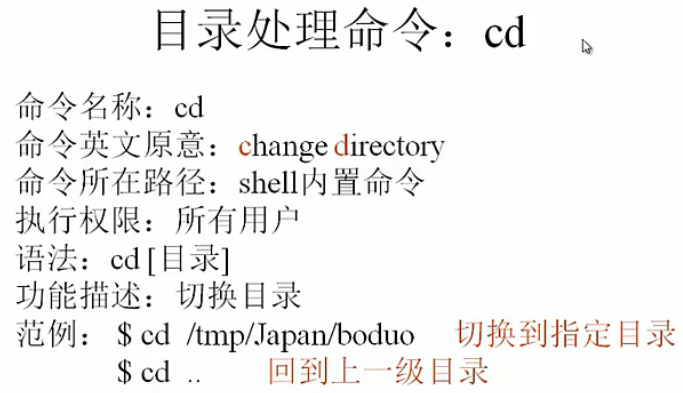 目录处理命令：cd
命令名称：cd
命令英文原意：change directory
命令所在路径：shell内置命令
执行权限：所有用户
语法：cd [目录]
功能描述：切换目录
范例： $ cd /tmp/Japan/boduo 切换到指定目录
$ cd .. 回到上一级目录